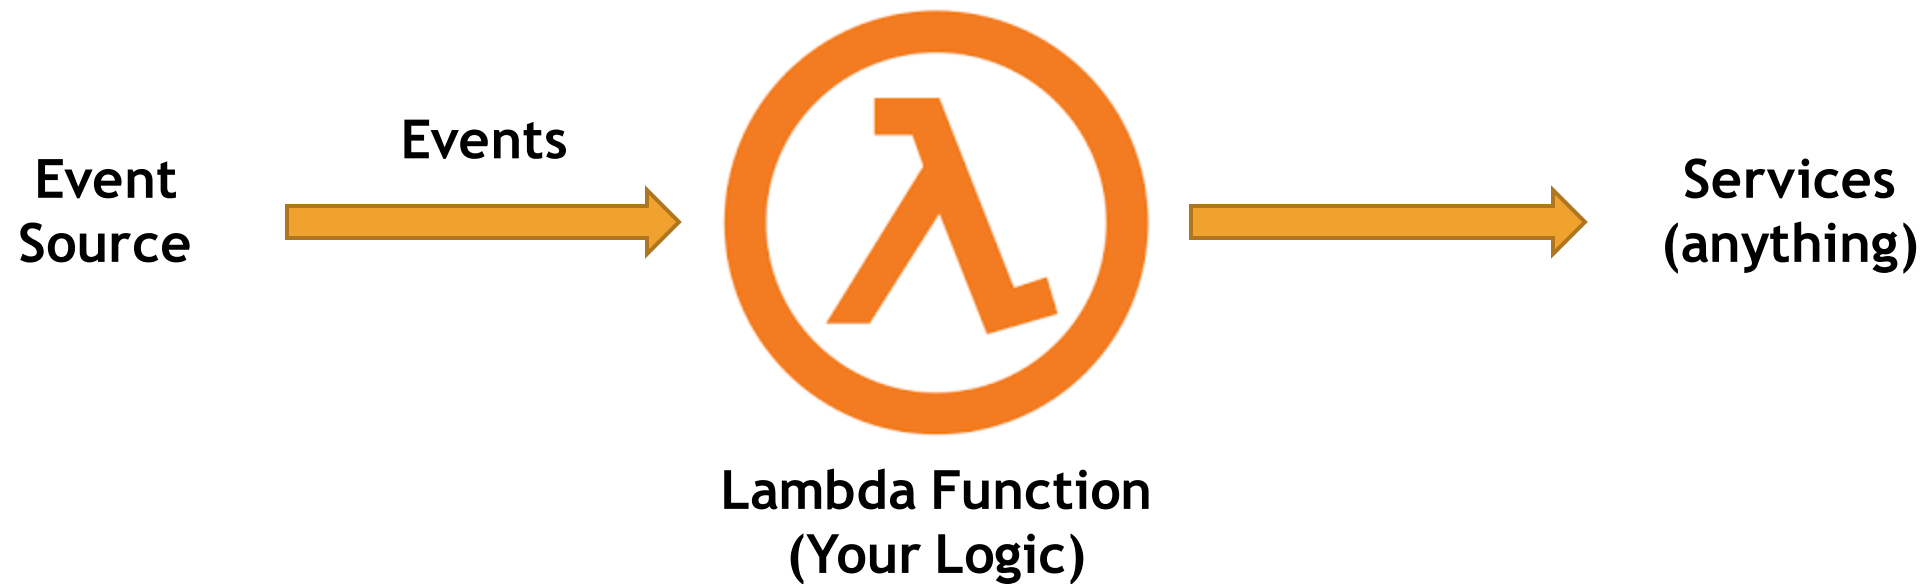 Event
Source
Events
Lambda Function
(Your Logic)
Services
(anything)